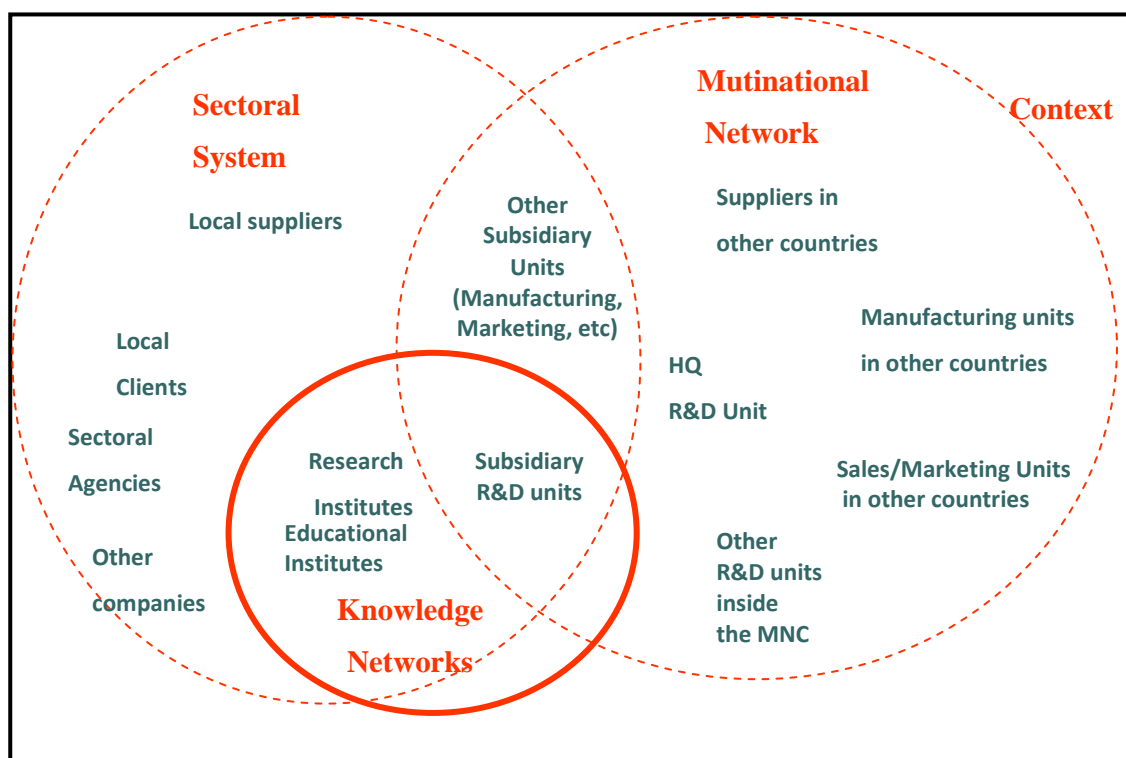 Sectoral
System
Mutinational
Network
Context
Local suppliers
Other
Subsidiary
Units
(Manufacturing,
Marketing, etc)
Suppliers in
other countries
Local
Clients
Manufacturing units
in other countries
HQ
R&D Unit
Sectoral
Agencies
Research
Institutes
Educational
Institutes
Subsidiary
R&D units
Sales/Marketing Units
in other countries
Other
companies
Other
R&D units
inside
the MNC
Knowledge
Networks